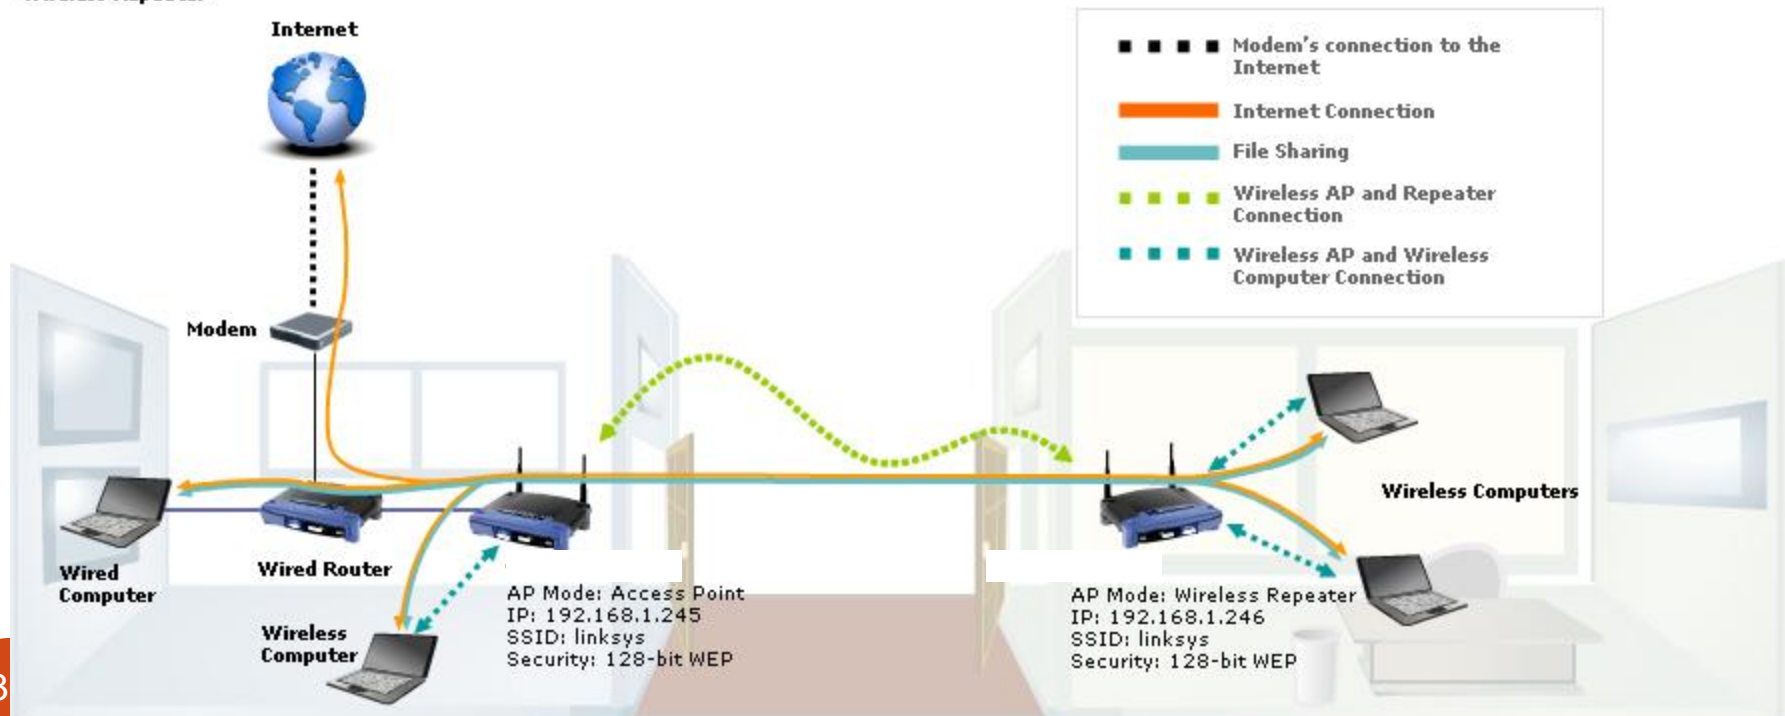 Internet
Modem's connection to the
Internet
Internet Connection
File Sharing
Wireless AP and Repeater
Connection
Wireless AP and Wireless
Computer Connection
Modem
Wireless Computers
Wired
Computer
Wired Router
AP Mode: Access Point
IP: 192.168.1.245
SSID: linksys
Security: 128-bit WEP
Wireless
Computer
AP Mode: Wireless Repeater
IP: 192.168.1.246
SSID: linksys
Security: 128-bit WEP